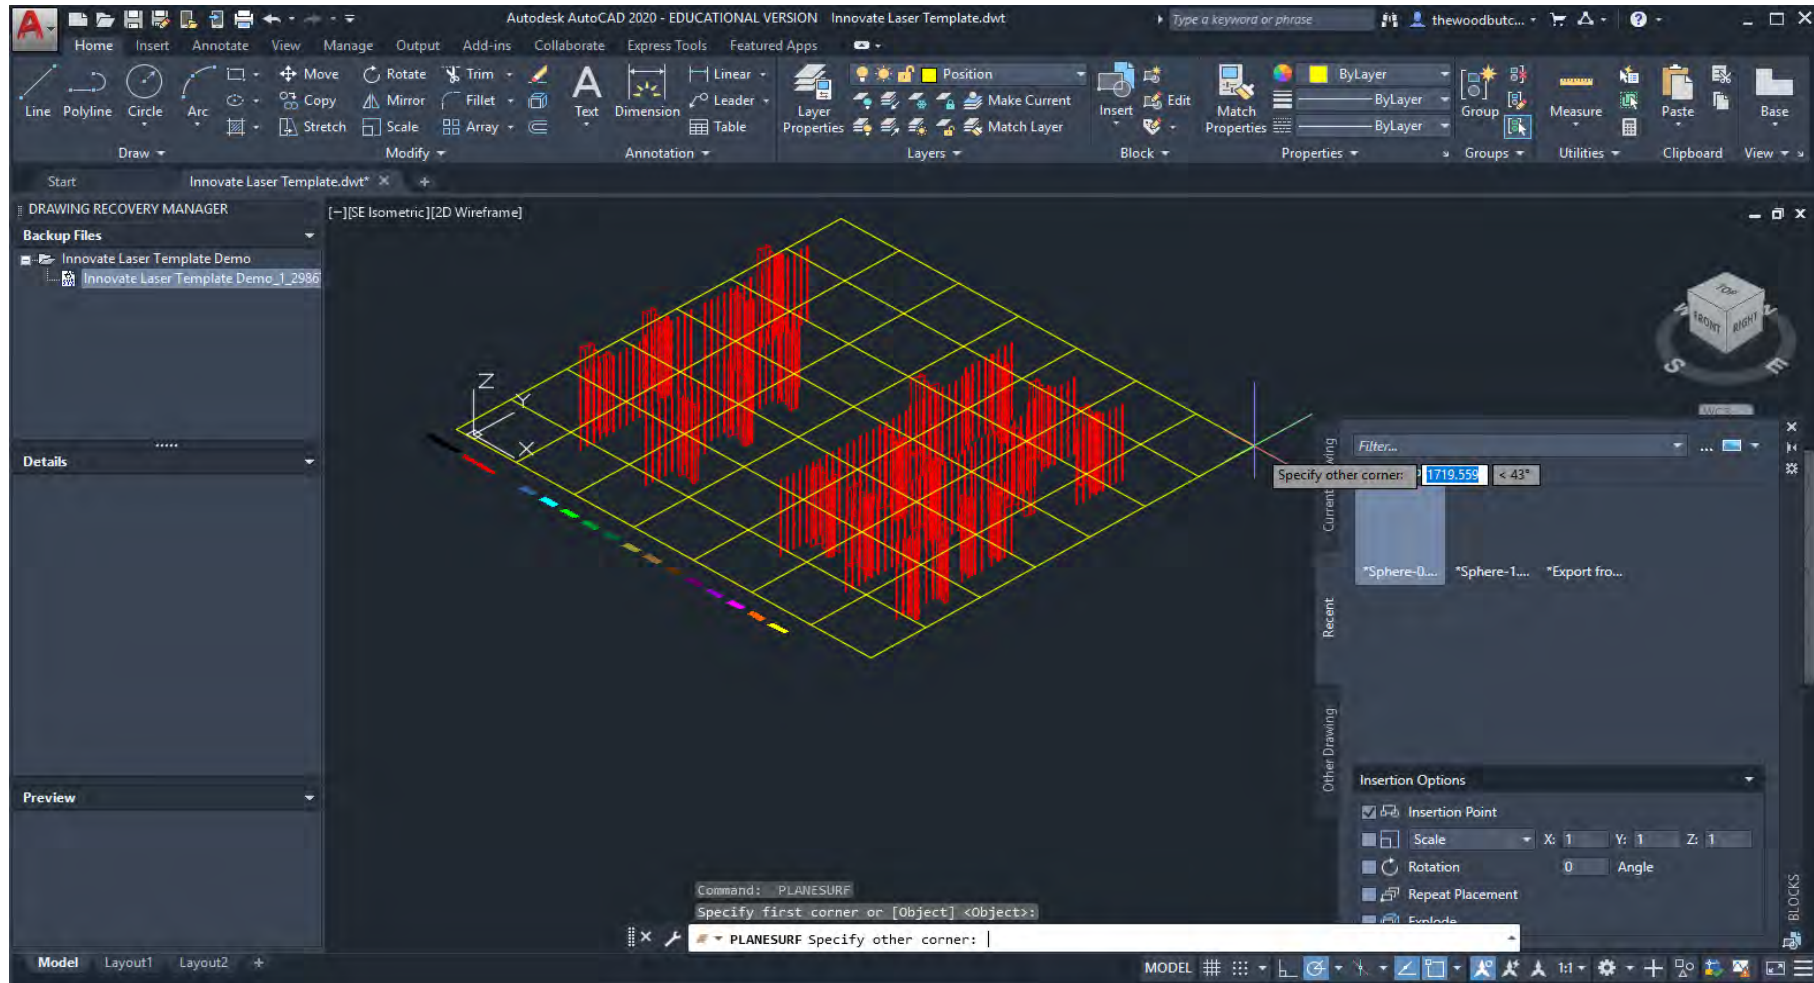 Autodesk AutoCAD 2020 - EDUCATIONAL VERSION Innovate Laser Template.dwt
Type a keyword or phrase
thewoodbutc...
Home Insert Annotate View Manage Output Add-ins Collaborate Express Tools Featured Apps
Move Rotate Trim Linear Position ByLayer
Copy Mirror Fillet Leader Make Current Edit ByLayer
Line Polyline Circle Arc Stretch Scale Array Text Dimension Table Layer Properties Match Layer Insert Match Properties ByLayer Group Measure Paste Base
Draw Modify Annotation Layers Block Properties Groups Utilities Clipboard View
Start Innovate Laser Template.dwt*
DRAWING RECOVERY MANAGER
[−][SE Isometric][2D Wireframe]
Backup Files
Innovate Laser Template Demo
Innovate Laser Template Demo_1_2986
Details
Preview
Z
Y
X
TOP
FRONT RIGHT
S E
WCS
Filter...
Specify other corner: 1719.559 < 43°
Current
Recent
Other Drawing
*Sphere-0.... *Sphere-1.... *Export fro...
Insertion Options
Insertion Point
Scale X: 1 Y: 1 Z: 1
Rotation 0 Angle
Repeat Placement
Explode
BLOCKS
Command: PLANESURF
Specify first corner or [Object] <Object>:
PLANESURF Specify other corner:
Model Layout1 Layout2 +
MODEL 1:1